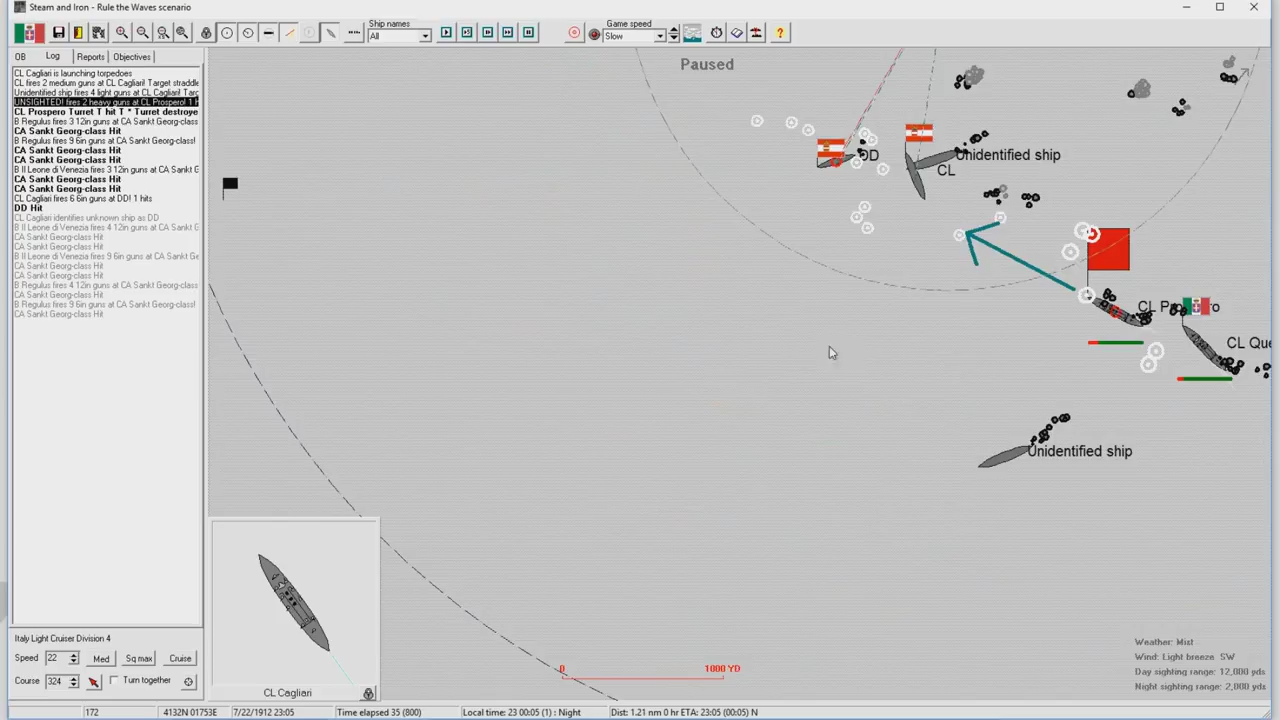 Steam and Iron - Rule the Waves scenario
Ship names
All
Game speed
Slow
OB
Log
Reports
Objectives
CL Cagliari is launching torpedoes
CL fires 2 medium guns at CL Cagliari! Target straddle
Unidentified ship fires 4 light guns at CL Cagliari! Targ
UNSIGHTED! fires 2 heavy guns at CL Prospero! 1 h
CL Prospero Turret T hit T * Turret destroye
B Regulus fires 3 12in guns at CA Sankt Georg-class
CA Sankt Georg-class Hit
B Regulus fires 9 6in guns at CA Sankt Georg-class!
CA Sankt Georg-class Hit
CA Sankt Georg-class Hit
B Il Leone di Venezia fires 3 12in guns at CA Sankt G
CA Sankt Georg-class Hit
CA Sankt Georg-class Hit
CL Cagliari fires 6 6in guns at DD! 1 hits
DD Hit
CL Cagliari identifies unknown ship as DD
B Il Leone di Venezia fires 4 12in guns at CA Sankt G
CA Sankt Georg-class Hit
CA Sankt Georg-class Hit
B Il Leone di Venezia fires 9 6in guns at CA Sankt Ge
CA Sankt Georg-class Hit
CA Sankt Georg-class Hit
B Regulus fires 4 12in guns at CA Sankt Georg-class
CA Sankt Georg-class Hit
B Regulus fires 9 6in guns at CA Sankt Georg-class!
CA Sankt Georg-class Hit
Paused
DD
Unidentified ship
CL
CL Pr
o
CL Que
Unidentified ship
CL Cagliari
0
1000 YD
Weather: Mist
Wind: Light breeze SW
Day sighting range: 12,000 yds
Night sighting range: 2,000 yds
Italy Light Cruiser Division 4
Speed
22
Med
Sq max
Cruise
Course
324
Turn together
172
4132N 01753E
7/22/1912 23:05
Time elapsed 35 (800)
Local time: 23 00:05 (1) : Night
Dist: 1.21 nm 0 hr ETA: 23:05 (00:05) N